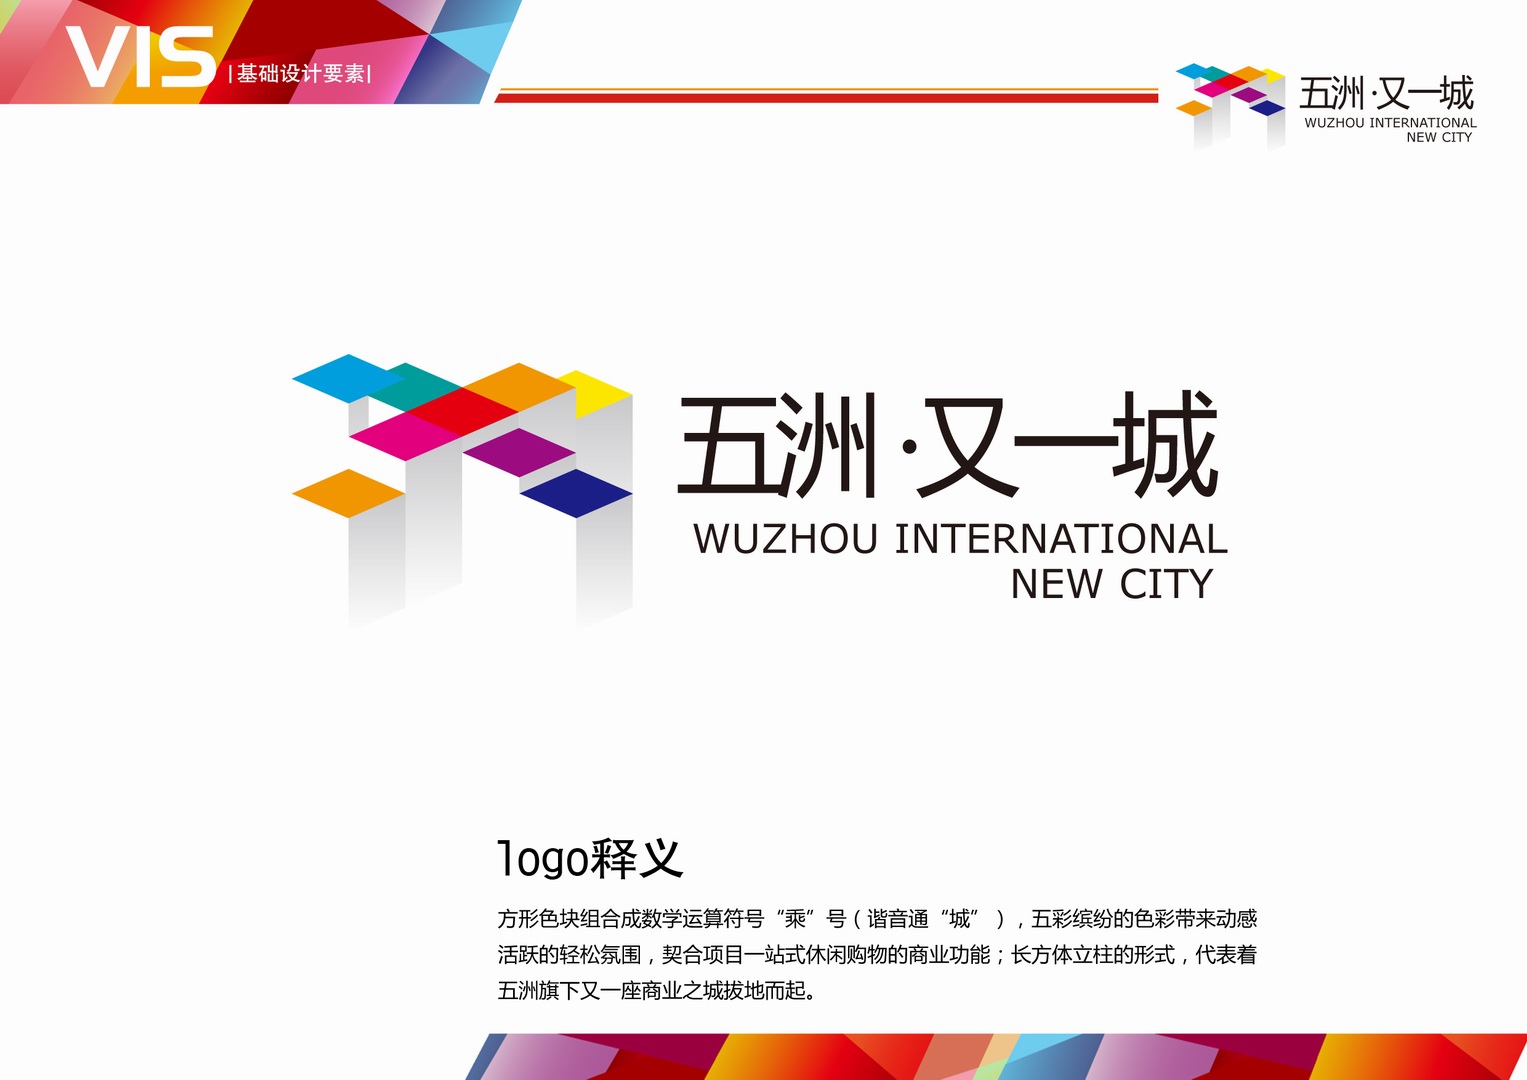 VIS |基础设计要素|
五洲·又一城
WUZHOU INTERNATIONAL
NEW CITY
五洲·又一城
WUZHOU INTERNATIONAL
NEW CITY
logo释义
方形色块组合成数学运算符号“乘”号（谐音通“城”），五彩缤纷的色彩带来动感
活跃的轻松氛围，契合项目一站式休闲购物的商业功能；长方体立柱的形式，代表着
五洲旗下又一座商业之城拔地而起。